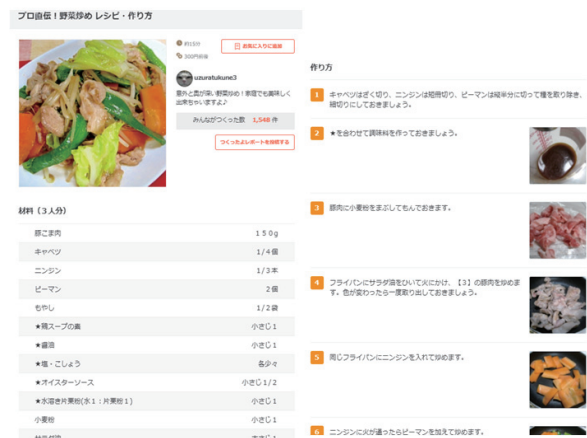 プロ直伝！野菜炒め レシピ・作り方
約15分
300円前後
お気に入りに追加
uzuratukune3
意外と奥が深い野菜炒め！家庭でも美味しく
出来ちゃいますよ♪
みんながつくった数 1,548 件
つくったよレポートを投稿する
材料（３人分）
豚こま肉 １５０g
キャベツ 1/4個
ニンジン 1/3本
ピーマン ２個
もやし 1/2袋
★鶏スープの素 小さじ１
★醤油 小さじ１
★塩・こしょう 各少々
★オイスターソース 小さじ1/2
★水溶き片栗粉(水１：片栗粉１) 小さじ１
小麦粉 小さじ１
サラダ油 小さじ１
作り方
1 キャベツはざく切り、ニンジンは短冊切り、ピーマンは縦半分に切って種を取り除き、
細切りにしておきましょう。
2 ★を合わせて調味料を作っておきましょう。
3 豚肉に小麦粉をまぶしてもんでおきます。
4 フライパンにサラダ油をひいて火にかけ、【３】の豚肉を炒めま
す。色が変わったら一度取り出しておきましょう。
5 同じフライパンにニンジンを入れて炒めます。
6 ニンジンに火が通ったらピーマンを加えて炒めます。